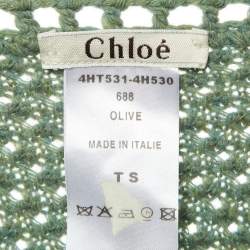 Chloé
4HT531-4H530
688
OLIVE
MADE IN ITALIE
T S